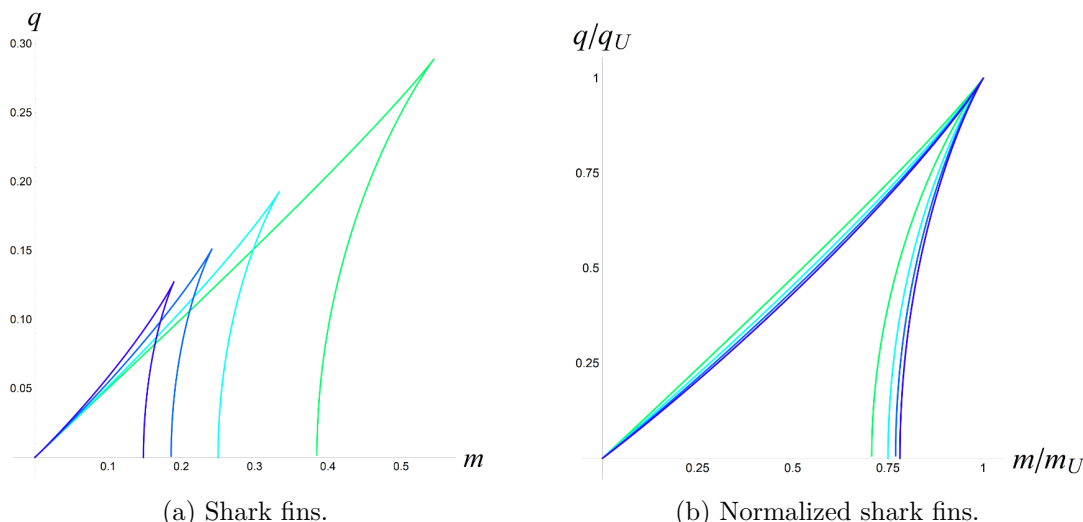 q
0.30
0.25
0.20
0.15
0.10
0.05
0.1 0.2 0.3 0.4 0.5 m
(a) Shark fins.
q/q_U
1
0.75
0.5
0.25
0.25 0.5 0.75 1 m/m_U
(b) Normalized shark fins.